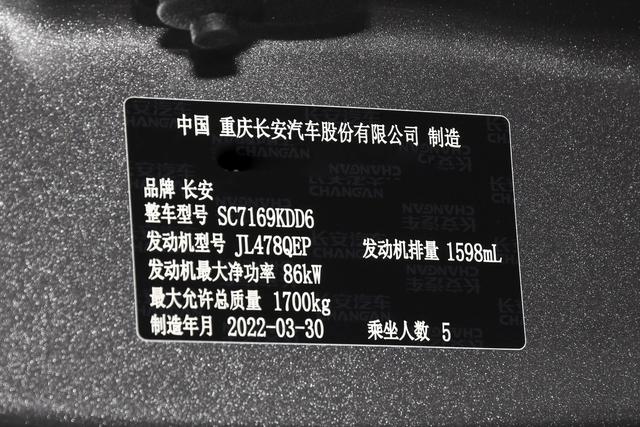 中国 重庆长安汽车股份有限公司 制造
品牌 长安
整车型号 SC7169KDD6
发动机型号 JL478QEP 发动机排量 1598mL
发动机最大净功率 86kW
最大允许总质量 1700kg
制造年月 2022-03-30 乘坐人数 5